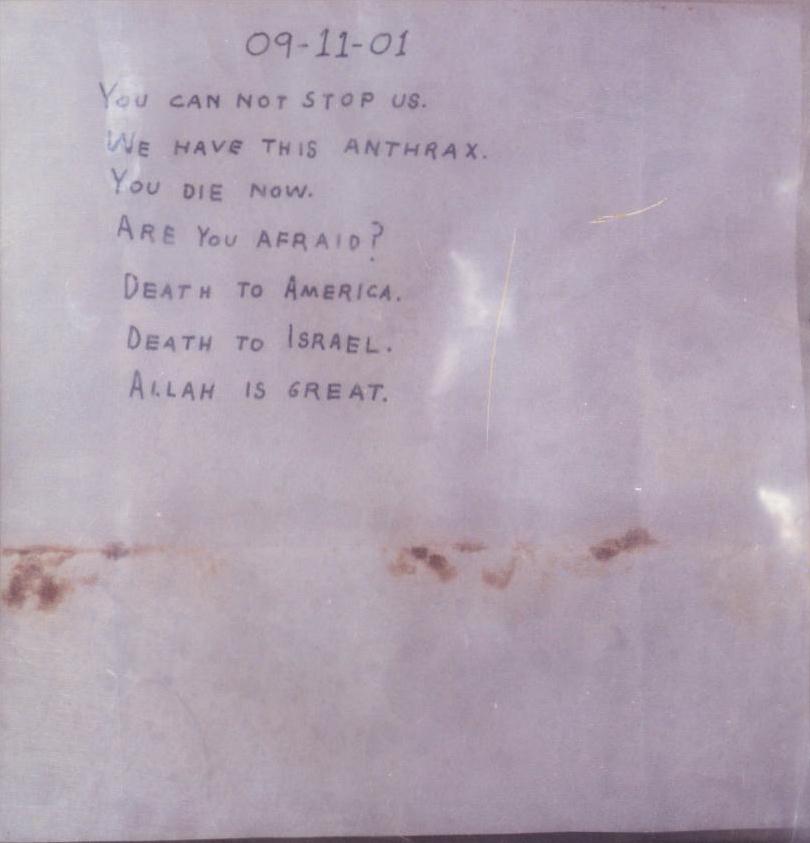 09-11-01
YOU CAN NOT STOP US.
WE HAVE THIS ANTHRAX.
YOU DIE NOW.
ARE YOU AFRAID?
DEATH TO AMERICA.
DEATH TO ISRAEL.
ALLAH IS GREAT.